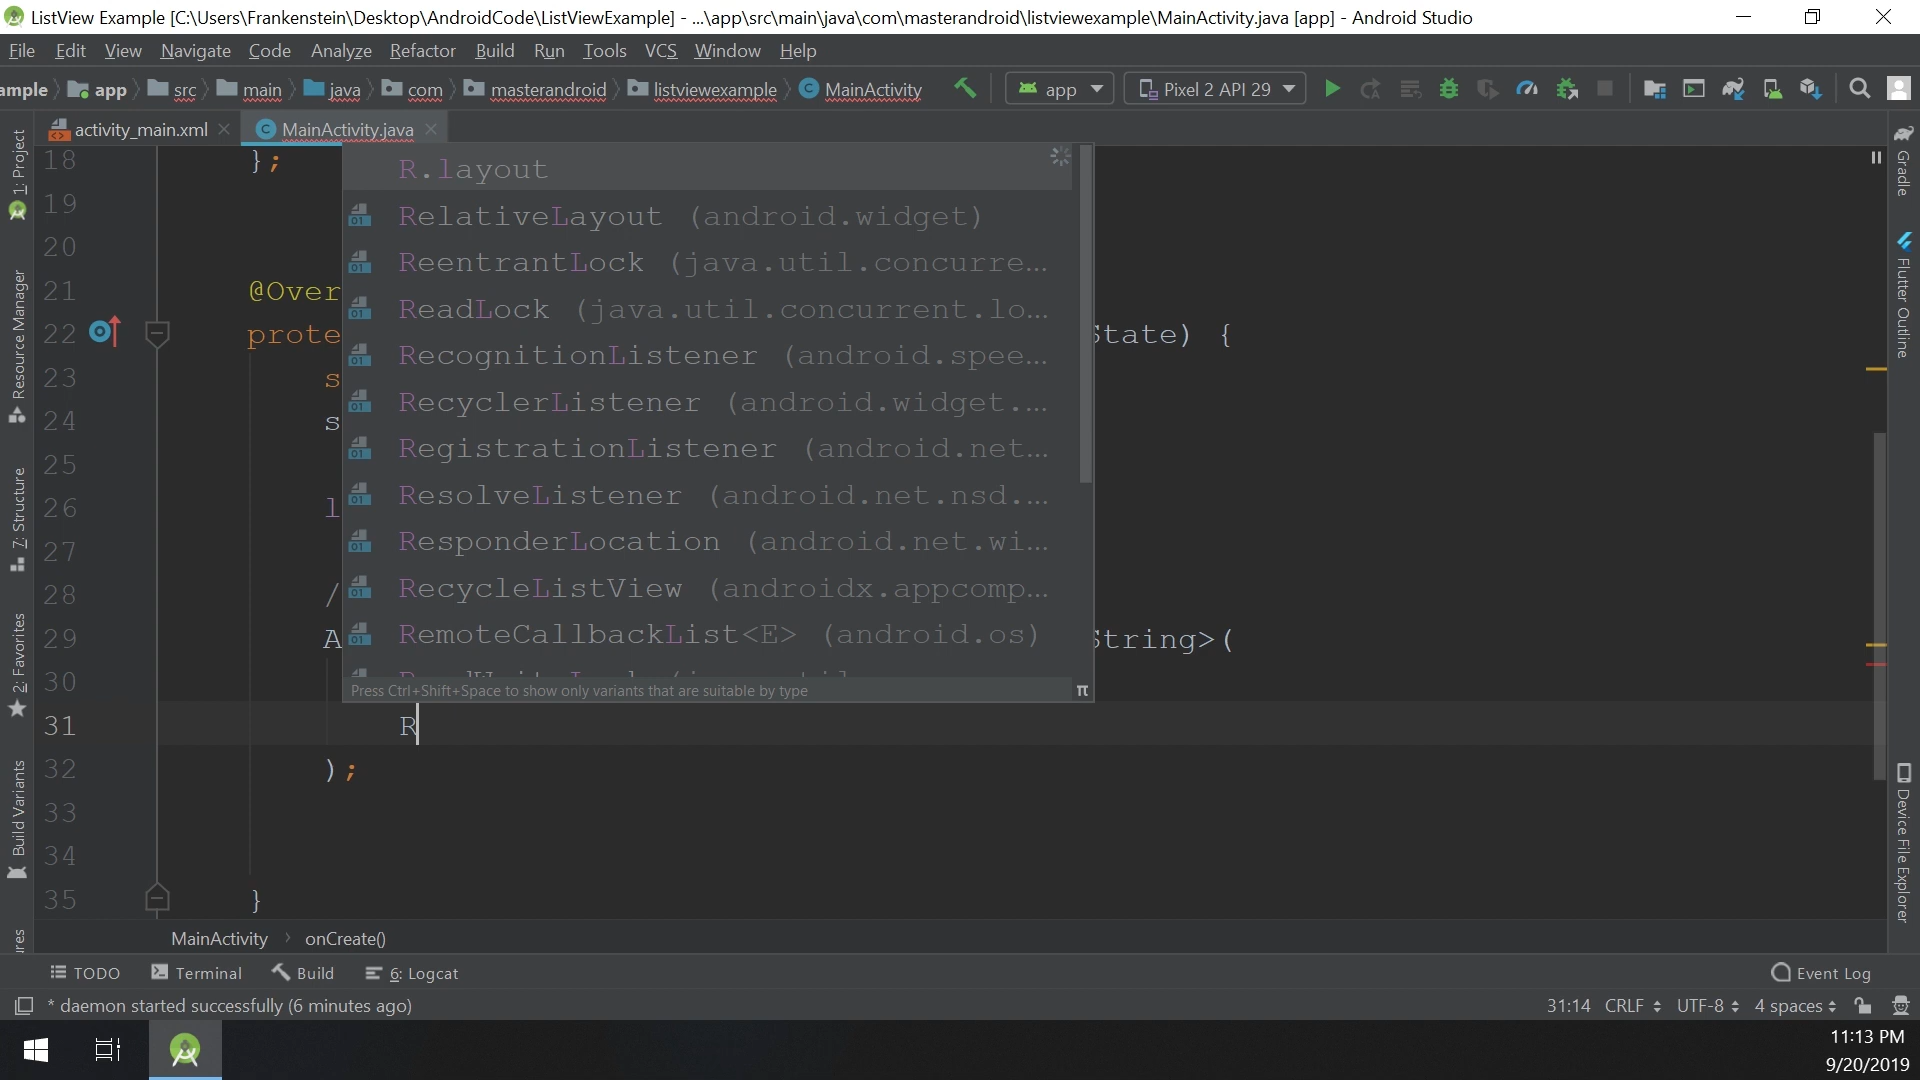 ListView Example [C:\Users\Frankenstein\Desktop\AndroidCode\ListViewExample] - ...\app\src\main\java\com\masterandroid\listviewexample\MainActivity.java [app] - Android Studio
File Edit View Navigate Code Analyze Refactor Build Run Tools VCS Window Help
ample app src main java com masterandroid listviewexample MainActivity app Pixel 2 API 29
activity_main.xml MainActivity.java
1: Project
Resource Manager
7: Structure
2: Favorites
Build Variants
Gradle
Flutter Outline
Device File Explorer
18 };
19
20
21 @Over
22 prote State) {
23 s
24 s
25
26 l
27
28 /
29 A String>(
30
31 R
32 );
33
34
35 }
R.layout
RelativeLayout (android.widget)
ReentrantLock (java.util.concurre...
ReadLock (java.util.concurrent.lo...
RecognitionListener (android.spee...
RecyclerListener (android.widget....
RegistrationListener (android.net...
ResolveListener (android.net.nsd....
ResponderLocation (android.net.wi...
RecycleListView (androidx.appcomp...
RemoteCallbackList<E> (android.os)
Press Ctrl+Shift+Space to show only variants that are suitable by type π
MainActivity onCreate()
TODO Terminal Build 6: Logcat Event Log
* daemon started successfully (6 minutes ago) 31:14 CRLF UTF-8 4 spaces
11:13 PM
9/20/2019